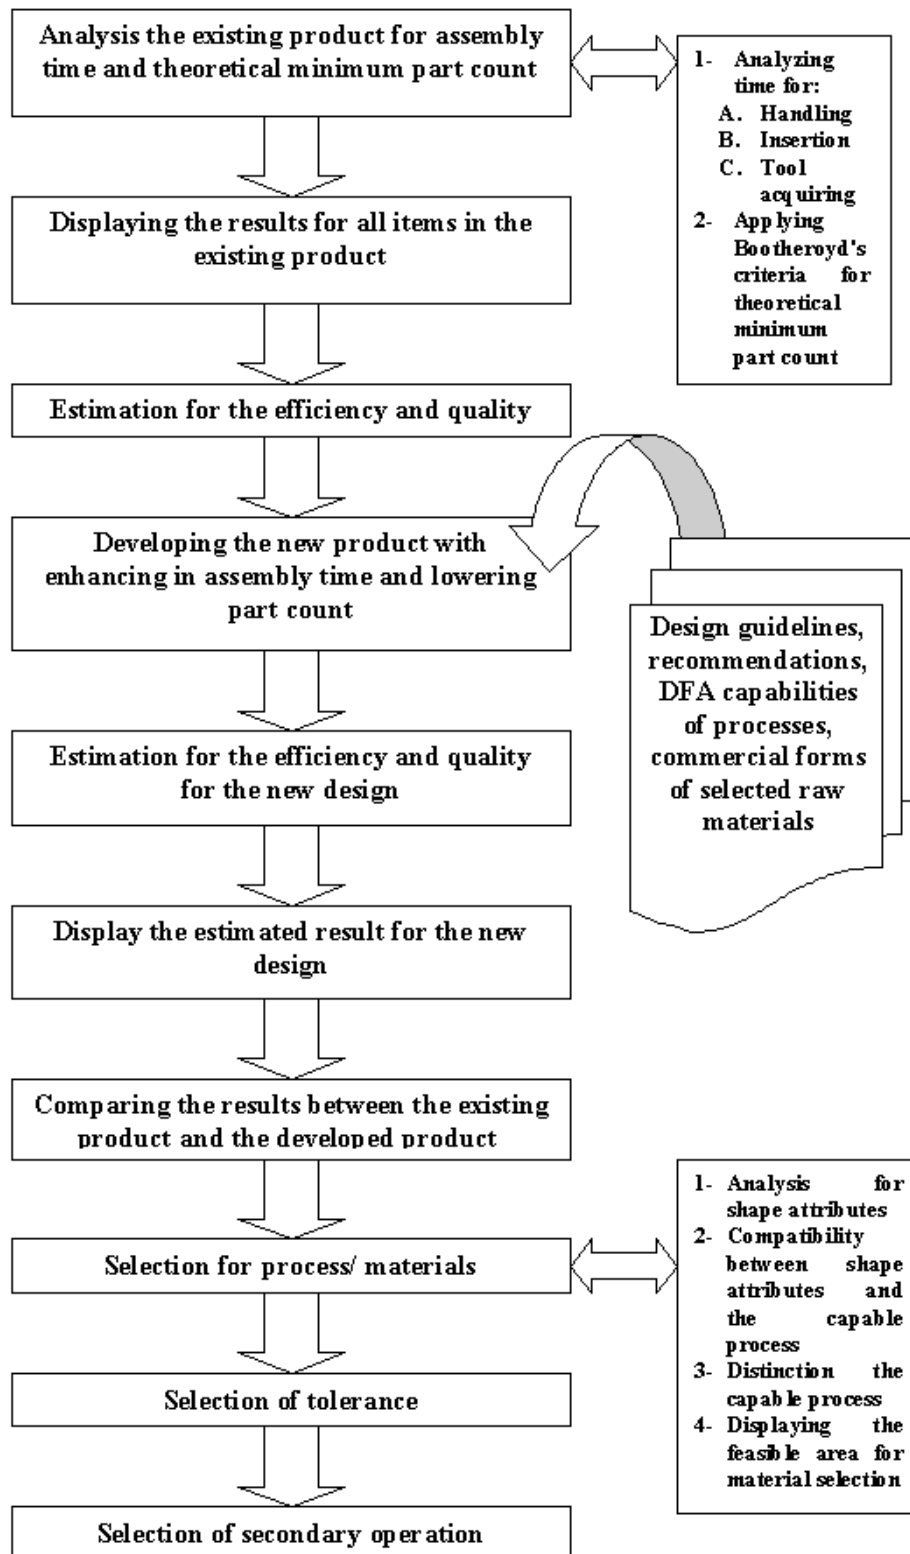 Analysis the existing product for assembly
time and theoretical minimum part count
1- Analyzing
time for:
A. Handling
B. Insertion
C. Tool
acquiring
2- Applying
Bootheroyd's
criteria for
theoretical
minimum
part count
Displaying the results for all items in the
existing product
Estimation for the efficiency and quality
Developing the new product with
enhancing in assembly time and lowering
part count
Design guidelines,
recommendations,
DFA capabilities
of processes,
commercial forms
of selected raw
materials
Estimation for the efficiency and quality
for the new design
Display the estimated result for the new
design
Comparing the results between the existing
product and the developed product
Selection for process/ materials
1- Analysis for
shape attributes
2- Compatibility
between shape
attributes and
the capable
process
3- Distinction the
capable process
4- Displaying the
feasible area for
material selection
Selection of tolerance
Selection of secondary operation